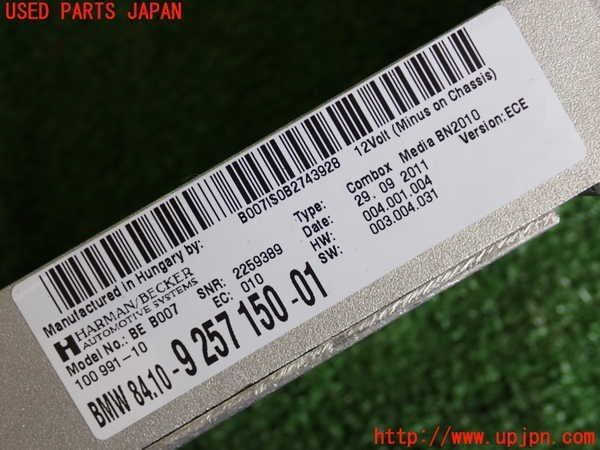 USED PARTS JAPAN
B007IS0B2743928
12Volt (Minus on Chassis)
Manufactured in Hungary by:
HARMAN/BECKER
AUTOMOTIVE SYSTEMS
Model No.: BE B007
100 991-10
SNR: 2259389
EC: 010
Type: Combox Media BN2010
Date: 29. 09 2011
HW: 004.001.004
SW: 003.004.031
Version: ECE
BMW 84.10-9 257 150-01
http://www.upjpn.com